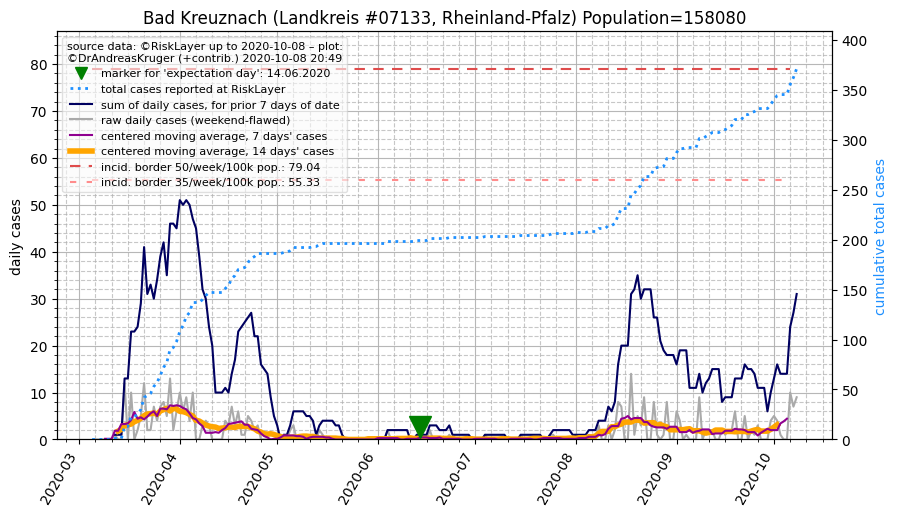 Bad Kreuznach (Landkreis #07133, Rheinland-Pfalz) Population=158080
source data: ©RiskLayer up to 2020-10-08 – plot:
©DrAndreasKruger (+contrib.) 2020-10-08 20:49
marker for 'expectation day': 14.06.2020
total cases reported at RiskLayer
sum of daily cases, for prior 7 days of date
raw daily cases (weekend-flawed)
centered moving average, 7 days' cases
centered moving average, 14 days' cases
incid. border 50/week/100k pop.: 79.04
incid. border 35/week/100k pop.: 55.33
daily cases
80
70
60
50
40
30
20
10
0
400
350
300
250
200
150
100
50
0
cumulative total cases
2020-03
2020-04
2020-05
2020-06
2020-07
2020-08
2020-09
2020-10